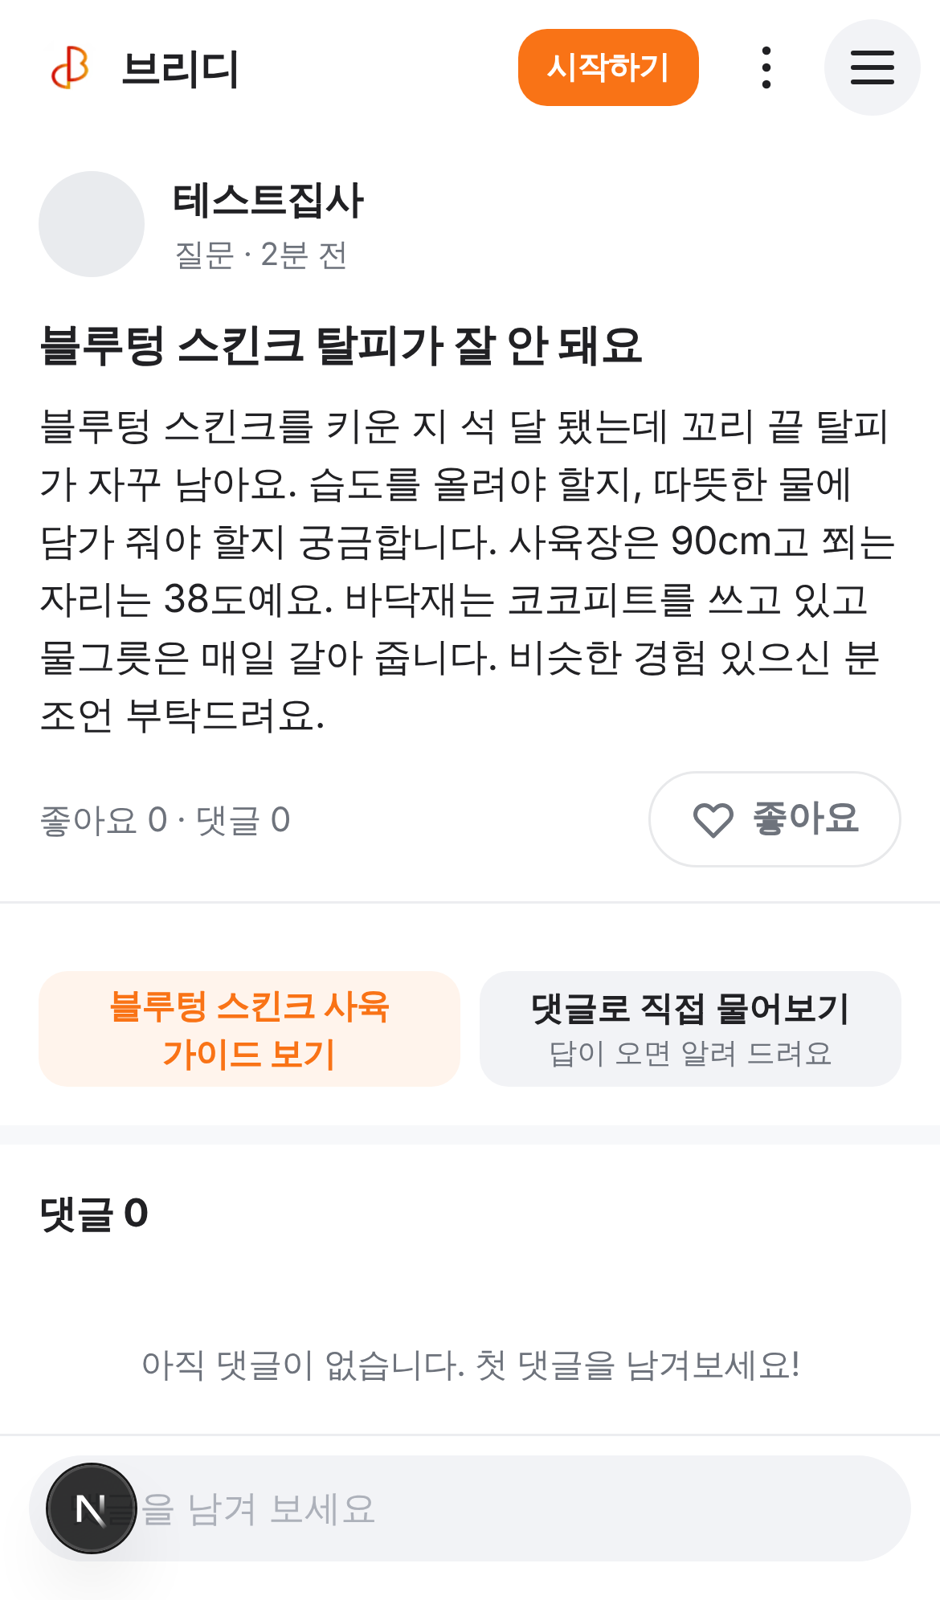 브리디
시작하기
테스트집사
질문 · 2분 전
블루텅 스킨크 탈피가 잘 안 돼요
블루텅 스킨크를 키운 지 석 달 됐는데 꼬리 끝 탈피
가 자꾸 남아요. 습도를 올려야 할지, 따뜻한 물에
담가 줘야 할지 궁금합니다. 사육장은 90cm고 쬐는
자리는 38도예요. 바닥재는 코코피트를 쓰고 있고
물그릇은 매일 갈아 줍니다. 비슷한 경험 있으신 분
조언 부탁드려요.
좋아요 0 · 댓글 0
좋아요
블루텅 스킨크 사육
가이드 보기
댓글로 직접 물어보기
답이 오면 알려 드려요
댓글 0
아직 댓글이 없습니다. 첫 댓글을 남겨보세요!
N
을 남겨 보세요